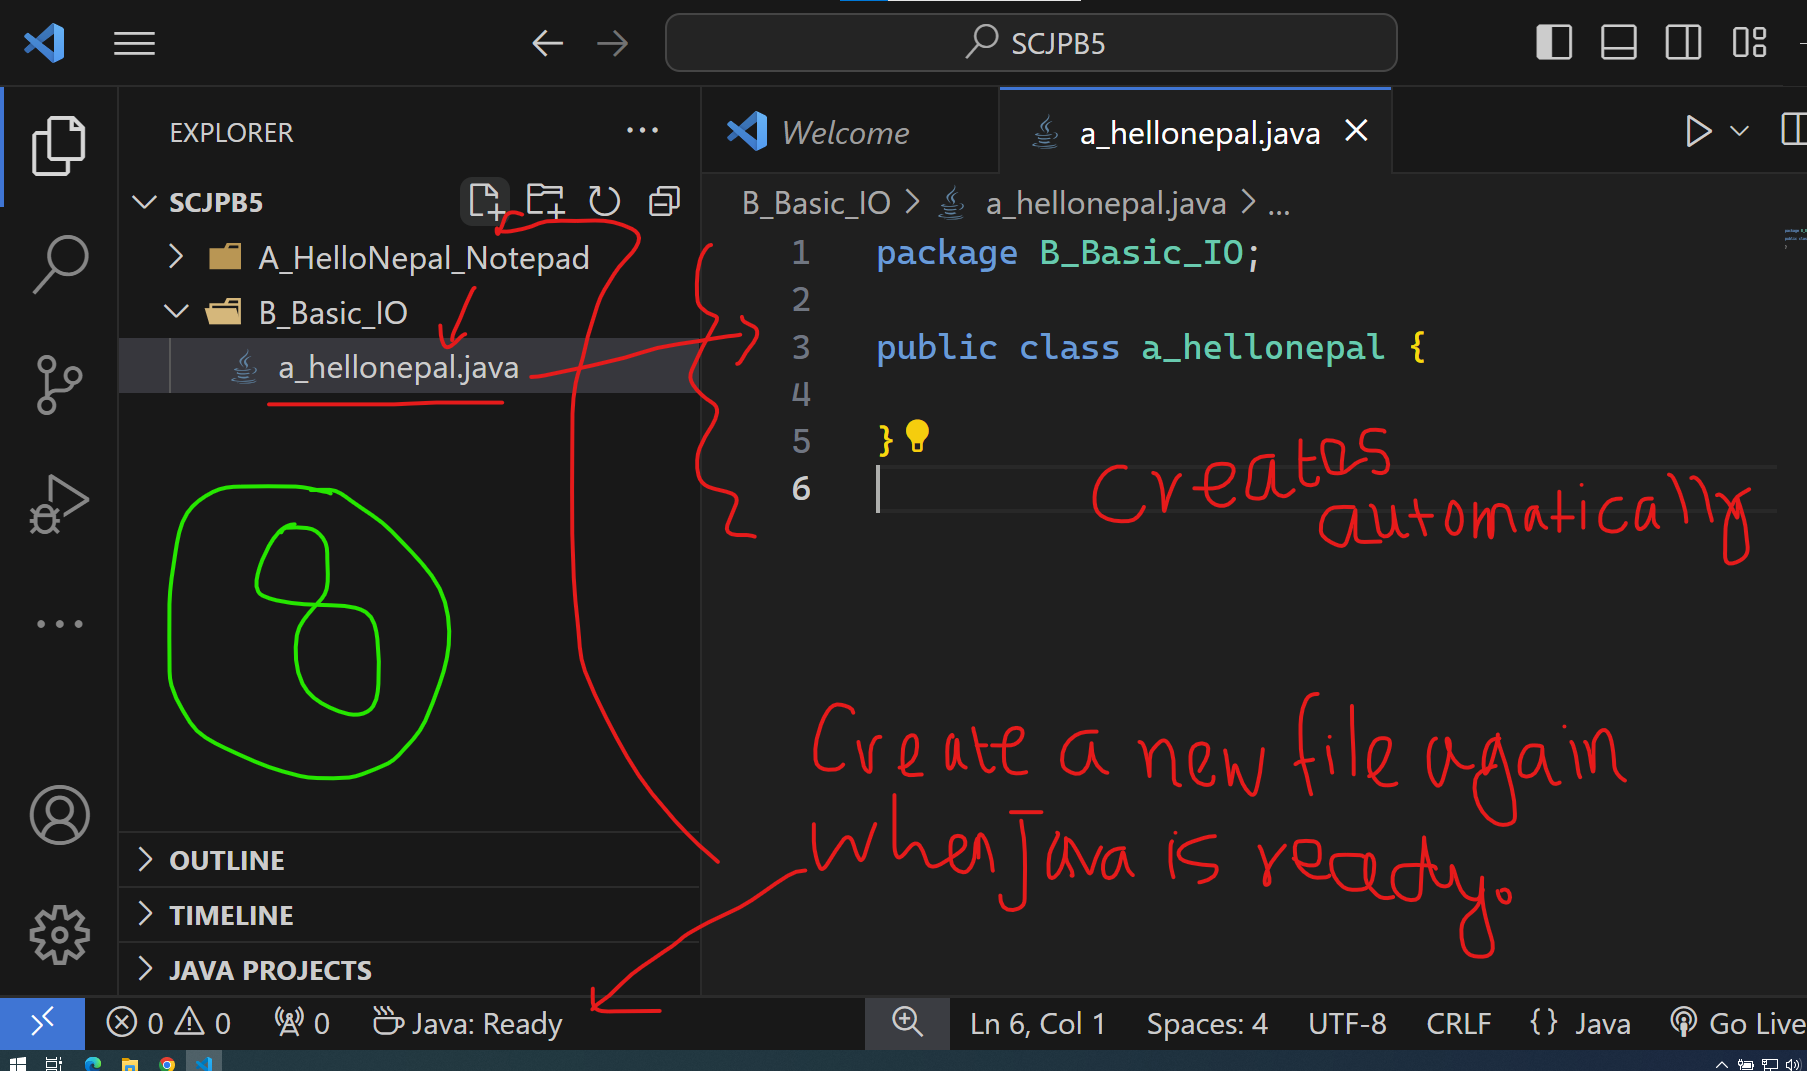 SCJPB5
EXPLORER
Welcome
a_hellonepal.java
SCJPB5
B_Basic_IO > a_hellonepal.java > ...
A_HelloNepal_Notepad
B_Basic_IO
a_hellonepal.java
1 package B_Basic_IO;
2
3 public class a_hellonepal {
4
5 }
6
Creates
automatically
8
Create a new file again
when Java is ready.
OUTLINE
TIMELINE
JAVA PROJECTS
0 0 0 Java: Ready Ln 6, Col 1 Spaces: 4 UTF-8 CRLF {} Java Go Live